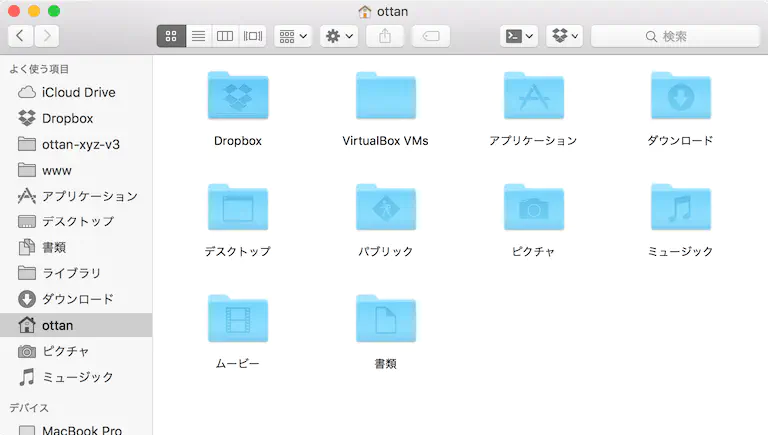 ottan
検索
よく使う項目
iCloud Drive
Dropbox
ottan-xyz-v3
www
アプリケーション
デスクトップ
書類
ライブラリ
ダウンロード
ottan
ピクチャ
ミュージック
デバイス
MacBook Pro
Dropbox
VirtualBox VMs
アプリケーション
ダウンロード
デスクトップ
パブリック
ピクチャ
ミュージック
ムービー
書類